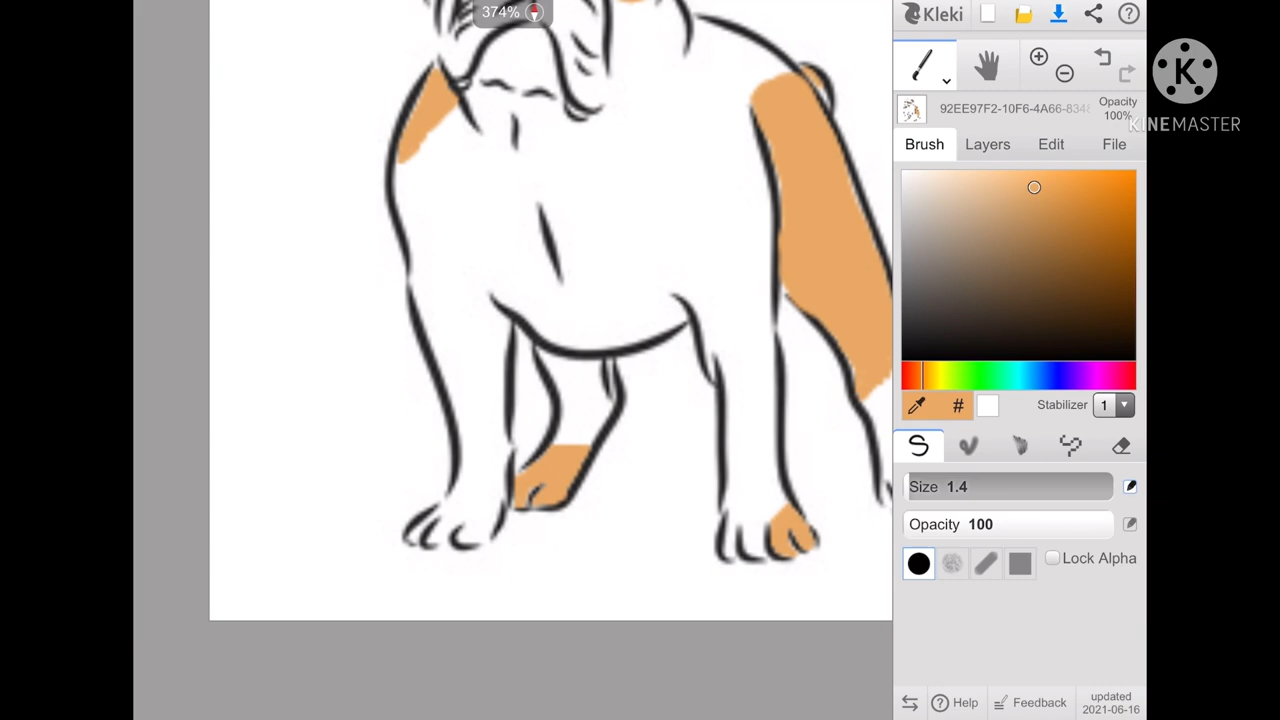 374%
Kleki
Opacity
100%
92EE97F2-10F6-4A66-8348
KINEMASTER
Brush Layers Edit File
# Stabilizer 1
Size 1.4
Opacity 100
Lock Alpha
Help Feedback updated
2021-06-16